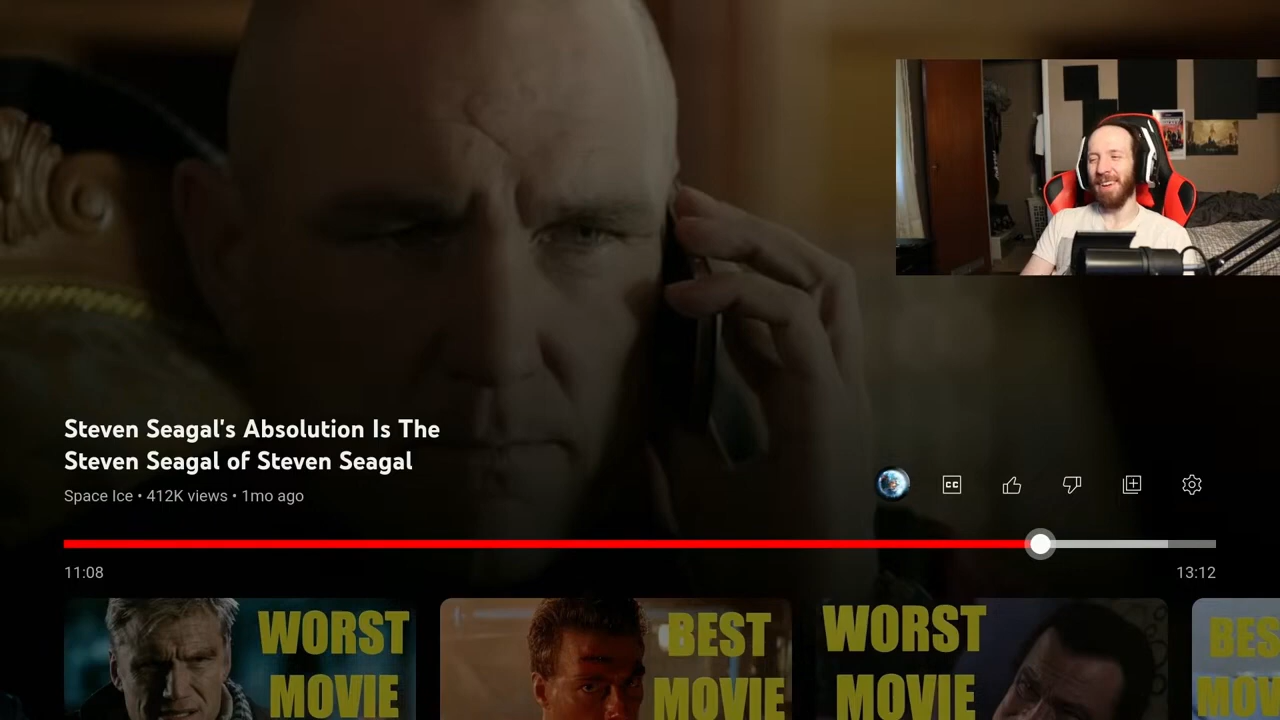 Steven Seagal's Absolution Is The
Steven Seagal of Steven Seagal
Space Ice • 412K views • 1mo ago
CC
11:08
13:12
WORST
MOVIE
BEST
MOVIE
WORST
MOVIE